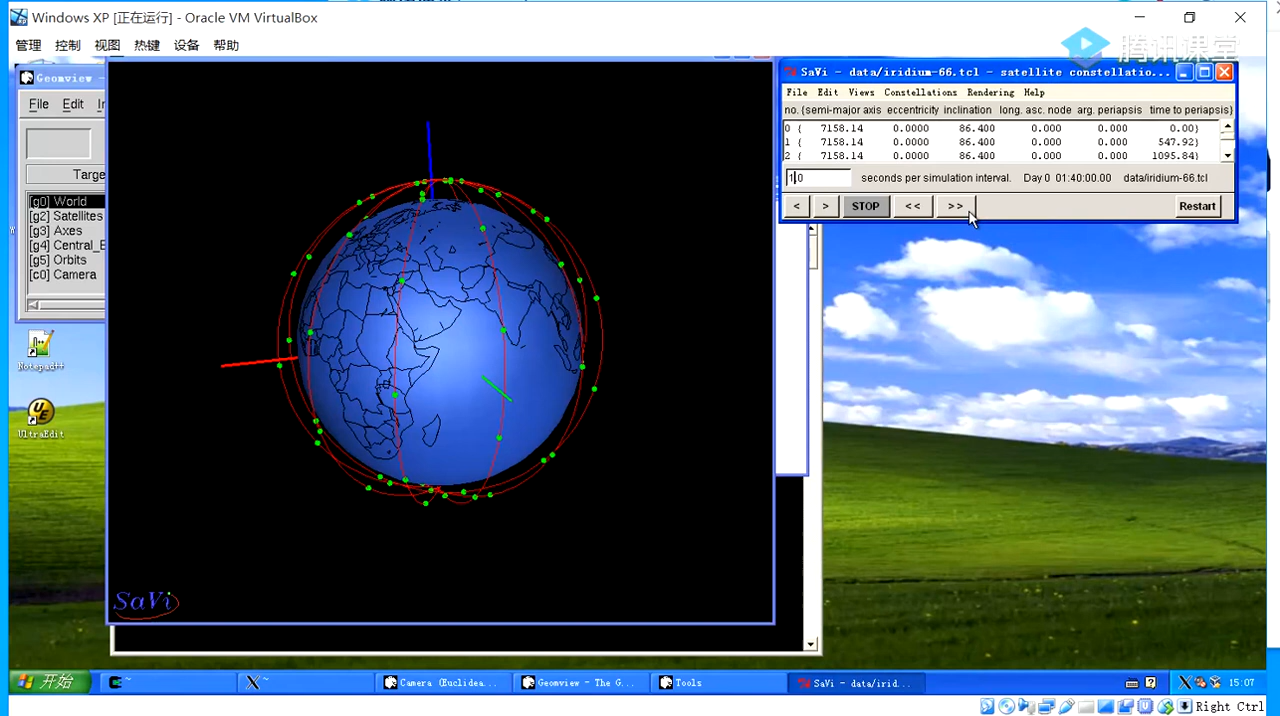 Windows XP [正在运行] - Oracle VM VirtualBox
管理 控制 视图 热键 设备 帮助
腾讯课堂
Geomview -
File Edit In
Targe
[g0] World
[g2] Satellites
[g3] Axes
[g4] Central_E
[g5] Orbits
[c0] Camera
SaVi - data/iridium-66.tcl - satellite constellatio...
File Edit Views Constellations Rendering Help
no. {semi-major axis eccentricity inclination long. asc. node arg. periapsis time to periapsis}
0 { 7158.14 0.0000 86.400 0.000 0.000 0.00}
1 { 7158.14 0.0000 86.400 0.000 0.000 547.92}
2 { 7158.14 0.0000 86.400 0.000 0.000 1095.84}
10 seconds per simulation interval. Day 0 01:40:00.00 data/iridium-66.tcl
< > STOP << >> Restart
Notepad++
UltraEdit
SaVi
开始
~
~
Camera (Euclidea...
Geomview - The G...
Tools
SaVi - data/irid...
15:07
Right Ctrl